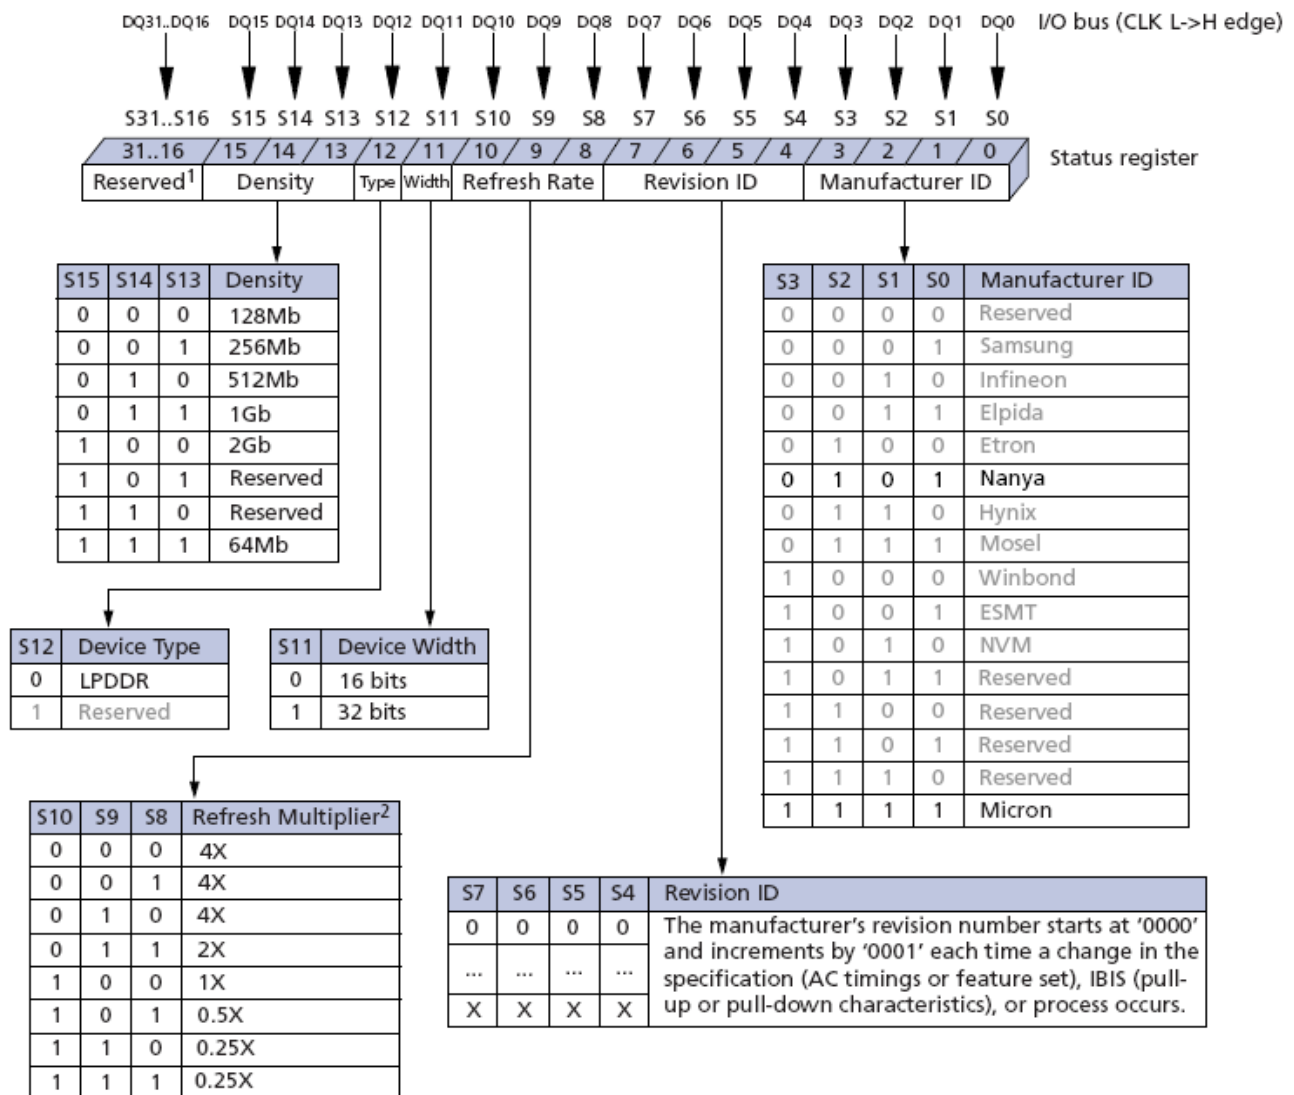 DQ31..DQ16 DQ15 DQ14 DQ13 DQ12 DQ11 DQ10 DQ9 DQ8 DQ7 DQ6 DQ5 DQ4 DQ3 DQ2 DQ1 DQ0 I/O bus (CLK L->H edge)
S31..S16 S15 S14 S13 S12 S11 S10 S9 S8 S7 S6 S5 S4 S3 S2 S1 S0
31..16 15 14 13 12 11 10 9 8 7 6 5 4 3 2 1 0 Status register
Reserved1 Density Type Width Refresh Rate Revision ID Manufacturer ID
S15 S14 S13 Density
0 0 0 128Mb
0 0 1 256Mb
0 1 0 512Mb
0 1 1 1Gb
1 0 0 2Gb
1 0 1 Reserved
1 1 0 Reserved
1 1 1 64Mb
S3 S2 S1 S0 Manufacturer ID
0 0 0 0 Reserved
0 0 0 1 Samsung
0 0 1 0 Infineon
0 0 1 1 Elpida
0 1 0 0 Etron
0 1 0 1 Nanya
0 1 1 0 Hynix
0 1 1 1 Mosel
1 0 0 0 Winbond
1 0 0 1 ESMT
1 0 1 0 NVM
1 0 1 1 Reserved
1 1 0 0 Reserved
1 1 0 1 Reserved
1 1 1 0 Reserved
1 1 1 1 Micron
S12 Device Type
0 LPDDR
1 Reserved
S11 Device Width
0 16 bits
1 32 bits
S10 S9 S8 Refresh Multiplier2
0 0 0 4X
0 0 1 4X
0 1 0 4X
0 1 1 2X
1 0 0 1X
1 0 1 0.5X
1 1 0 0.25X
1 1 1 0.25X
S7 S6 S5 S4 Revision ID
0 0 0 0 The manufacturer's revision number starts at '0000'
and increments by '0001' each time a change in the
... ... ... ... specification (AC timings or feature set), IBIS (pull-
X X X X up or pull-down characteristics), or process occurs.